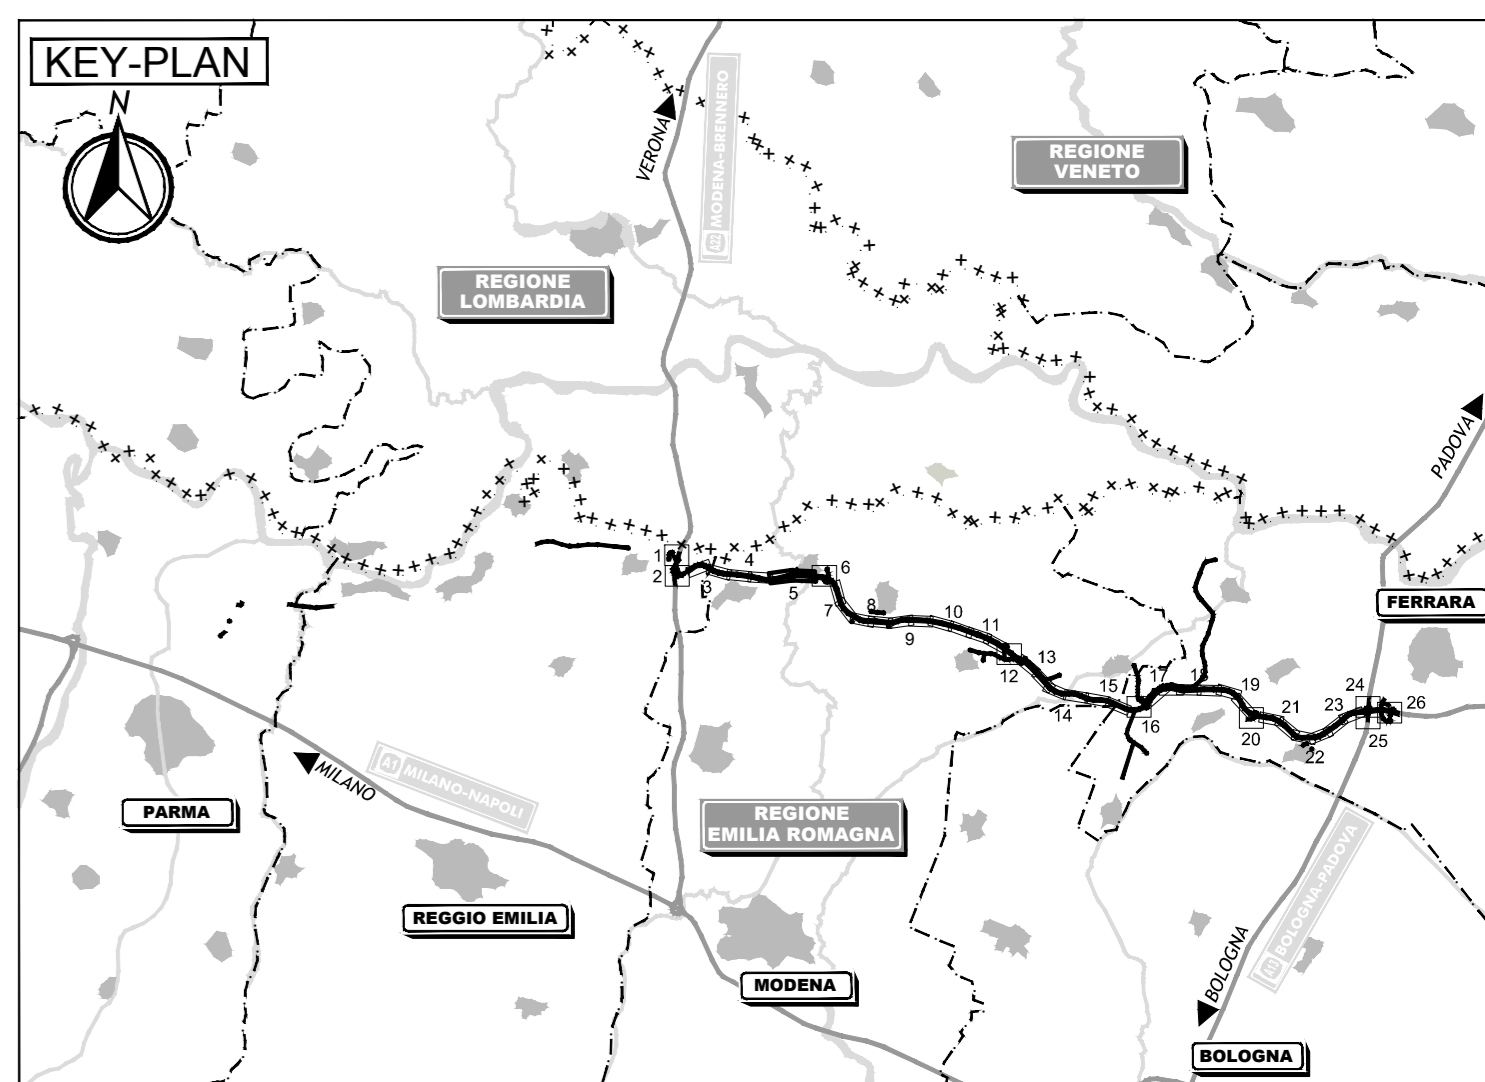 KEY-PLAN
N
VERONA
A22 MODENA-BRENNERO
REGIONE
VENETO
REGIONE
LOMBARDIA
PADOVA
1
2
3
4
5
6
7
8
9
10
11
12
13
14
15
16
17
18
19
20
21
22
23
24
25
26
FERRARA
MILANO
A1 MILANO-NAPOLI
PARMA
REGIONE
EMILIA ROMAGNA
REGGIO EMILIA
MODENA
A13 BOLOGNA-PADOVA
BOLOGNA
BOLOGNA